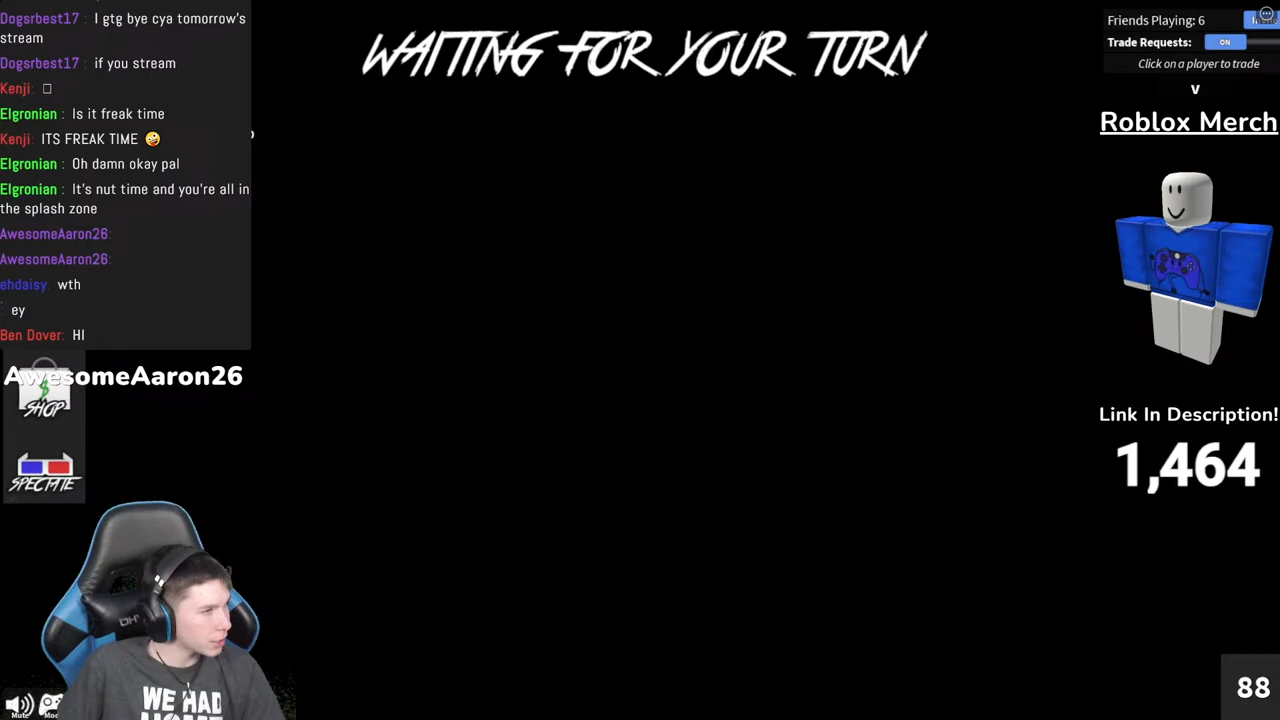 Dogsrbest17 : I gtg bye cya tomorrow's
stream
Dogsrbest17 : if you stream
Kenji:
Elgronian : Is it freak time
Kenji: ITS FREAK TIME 🤪
Elgronian : Oh damn okay pal
Elgronian : It's nut time and you're all in
the splash zone
AwesomeAaron26:
AwesomeAaron26:
ehdaisy: wth
: ey
Ben Dover: HI
AwesomeAaron26
$
SHOP
SPECTATE
Mute
WE HAD
WAITING FOR YOUR TURN
Friends Playing: 6
Trade Requests: ON
Click on a player to trade
v
Roblox Merch
Link In Description!
1,464
88